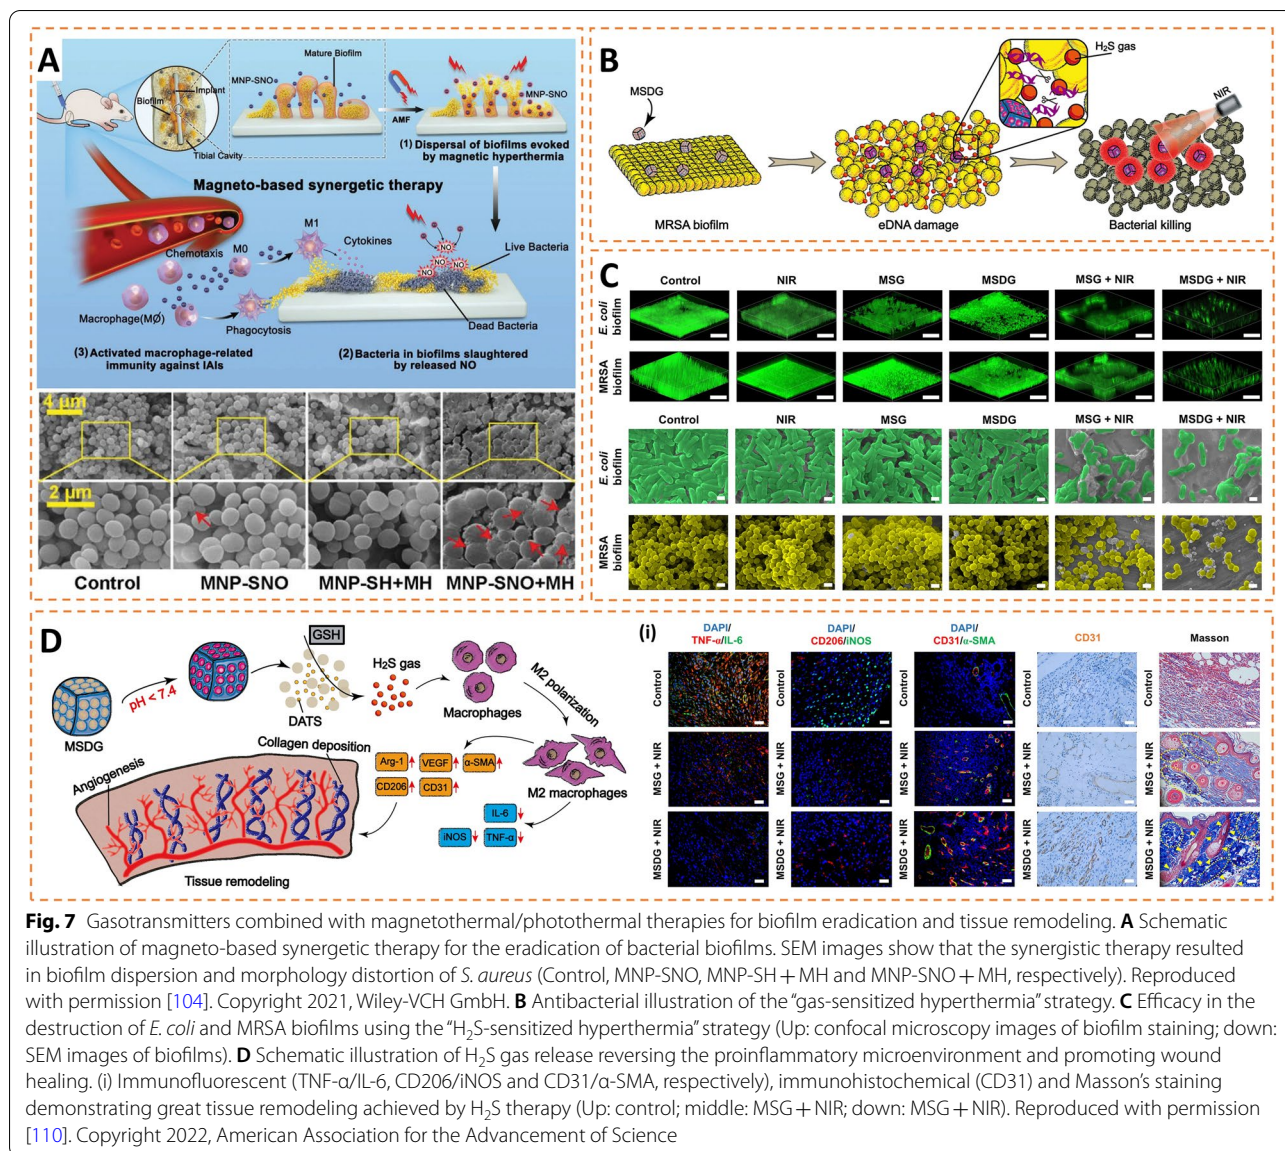 A
MNP-SNO
Mature Biofilm
Implant
Biofilm
Tibial Cavity
AMF
MNP-SNO
(1) Dispersal of biofilms evoked
by magnetic hyperthermia
Magneto-based synergetic therapy
Chemotaxis
M0
M1
Cytokines
NO
NO
NO
NO
Live Bacteria
Macrophage(MØ)
Phagocytosis
Dead Bacteria
(3) Activated macrophage-related
immunity against IAIs
(2) Bacteria in biofilms slaughtered
by released NO
4 μm
2 μm
Control
MNP-SNO
MNP-SH+MH
MNP-SNO+MH
B
MSDG
H2S gas
NIR
MRSA biofilm
eDNA damage
Bacterial killing
C
Control
NIR
MSG
MSDG
MSG + NIR
MSDG + NIR
E. coli
biofilm
MRSA
biofilm
Control
NIR
MSG
MSDG
MSG + NIR
MSDG + NIR
E. coli
biofilm
MRSA
biofilm
D
MSDG
pH < 7.4
GSH
DATS
H2S gas
Macrophages
M2 polarization
M2 macrophages
Arg-1
VEGF
α-SMA
CD206
CD31
IL-6
iNOS
TNF-α
Angiogenesis
Collagen deposition
Tissue remodeling
(i)
DAPI/
TNF-α/IL-6
DAPI/
CD206/iNOS
DAPI/
CD31/α-SMA
CD31
Masson
Control
Control
Control
Control
Control
MSG + NIR
MSG + NIR
MSG + NIR
MSG + NIR
MSG + NIR
MSDG + NIR
MSDG + NIR
MSDG + NIR
MSDG + NIR
MSDG + NIR
Fig. 7 Gasotransmitters combined with magnetothermal/photothermal therapies for biofilm eradication and tissue remodeling. A Schematic
illustration of magneto-based synergetic therapy for the eradication of bacterial biofilms. SEM images show that the synergistic therapy resulted
in biofilm dispersion and morphology distortion of S. aureus (Control, MNP-SNO, MNP-SH + MH and MNP-SNO + MH, respectively). Reproduced
with permission [104]. Copyright 2021, Wiley-VCH GmbH. B Antibacterial illustration of the “gas-sensitized hyperthermia” strategy. C Efficacy in the
destruction of E. coli and MRSA biofilms using the “H2S-sensitized hyperthermia” strategy (Up: confocal microscopy images of biofilm staining; down:
SEM images of biofilms). D Schematic illustration of H2S gas release reversing the proinflammatory microenvironment and promoting wound
healing. (i) Immunofluorescent (TNF-α/IL-6, CD206/iNOS and CD31/α-SMA, respectively), immunohistochemical (CD31) and Masson’s staining
demonstrating great tissue remodeling achieved by H2S therapy (Up: control; middle: MSG + NIR; down: MSG + NIR). Reproduced with permission
[110]. Copyright 2022, American Association for the Advancement of Science